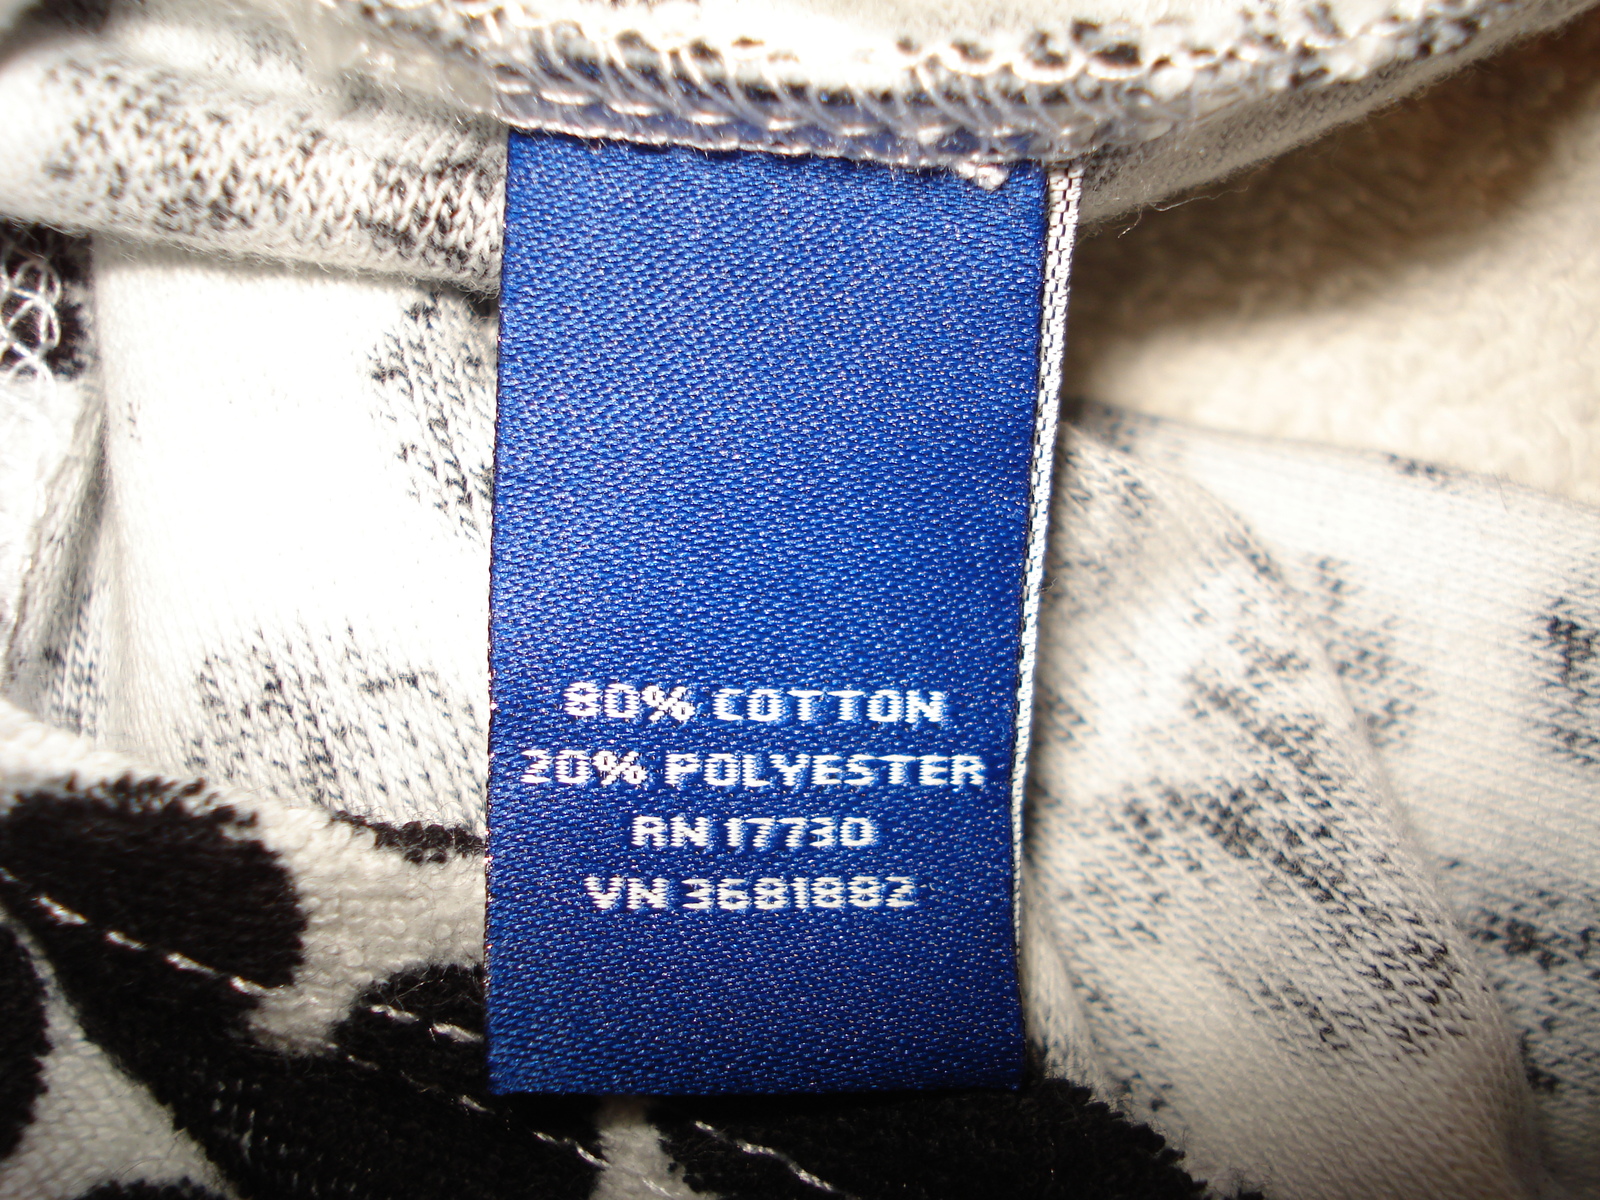 80% COTTON
20% POLYESTER
RN 17730
VN 3681882